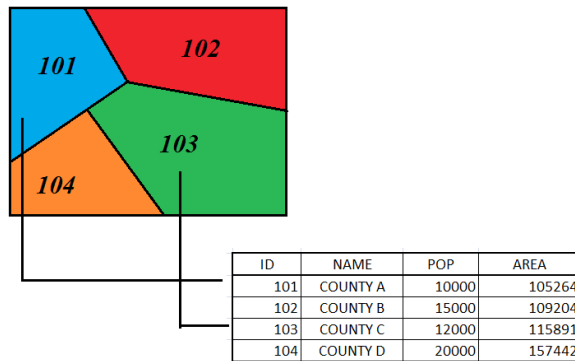 101
102
103
104
ID NAME POP AREA
101 COUNTY A 10000 105264
102 COUNTY B 15000 109204
103 COUNTY C 12000 115891
104 COUNTY D 20000 157442